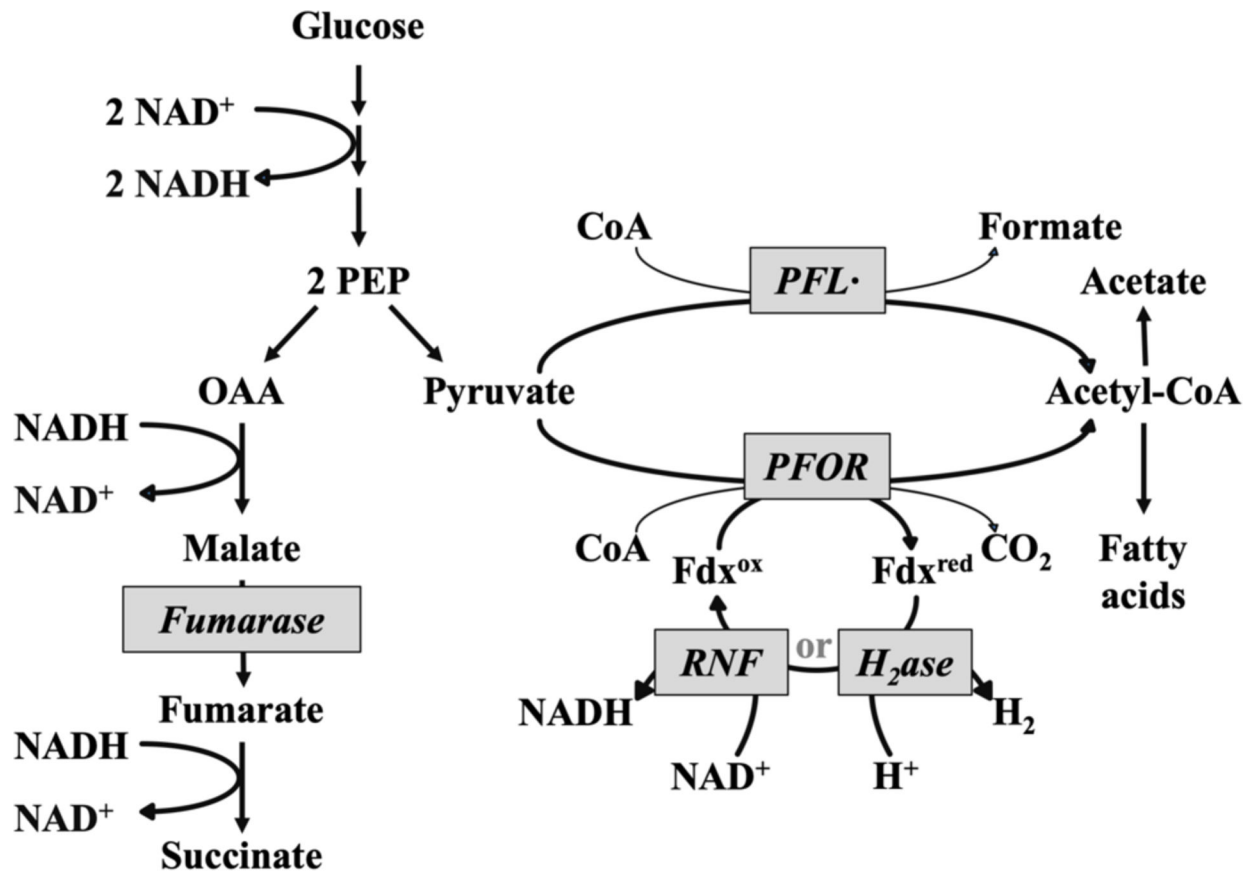 Glucose
2 NAD⁺
2 NADH
2 PEP
CoA
PFL·
Formate
Acetate
OAA
Pyruvate
Acetyl-CoA
NADH
NAD⁺
PFOR
Malate
CoA
Fdxᵒˣ
Fdxʳᵉᵈ
CO₂
Fatty
acids
Fumarase
RNF
or
H₂ase
Fumarate
NADH
H₂
NADH
NAD⁺
H⁺
NAD⁺
Succinate